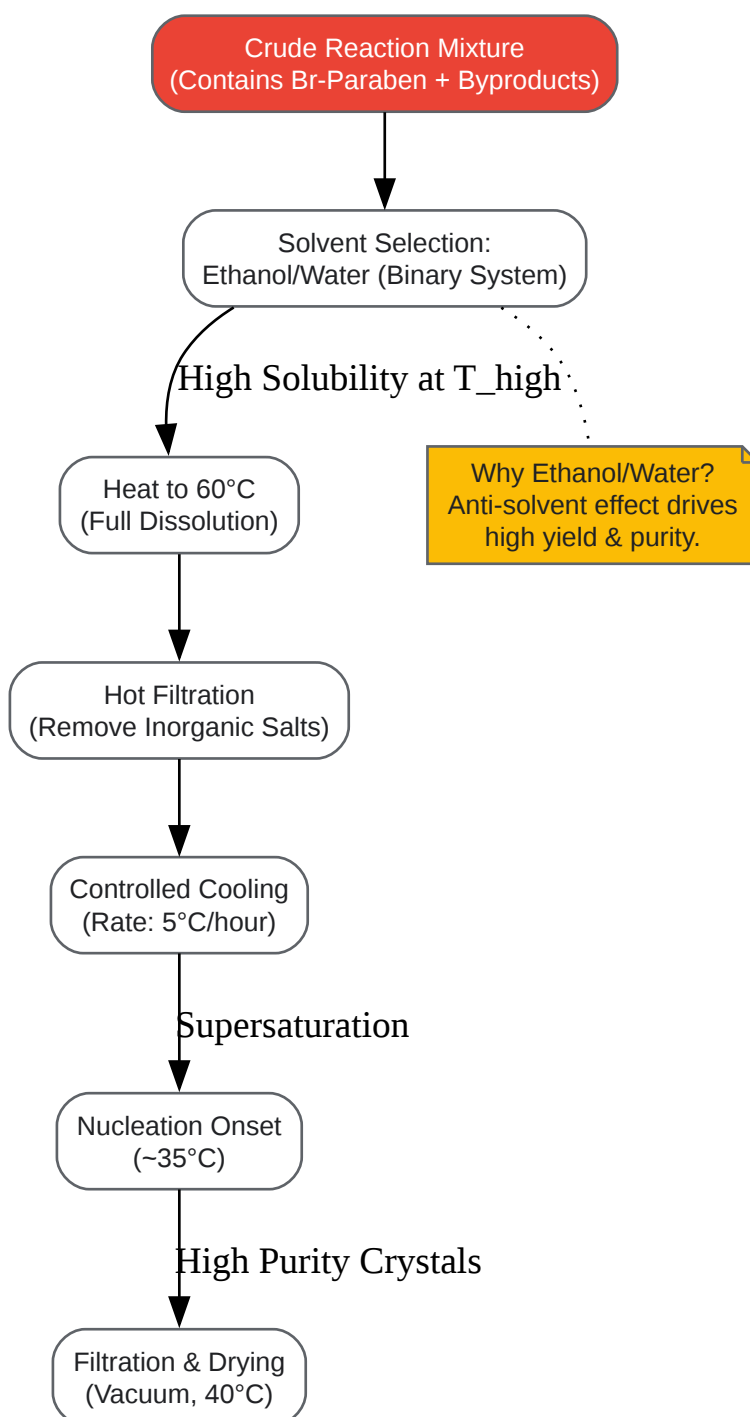 Crude Reaction Mixture
(Contains Br-Paraben + Byproducts)
Solvent Selection:
Ethanol/Water (Binary System)
High Solubility at T_high
Heat to 60°C
(Full Dissolution)
Why Ethanol/Water?
Anti-solvent effect drives
high yield & purity.
Hot Filtration
(Remove Inorganic Salts)
Controlled Cooling
(Rate: 5°C/hour)
Supersaturation
Nucleation Onset
(~35°C)
High Purity Crystals
Filtration & Drying
(Vacuum, 40°C)